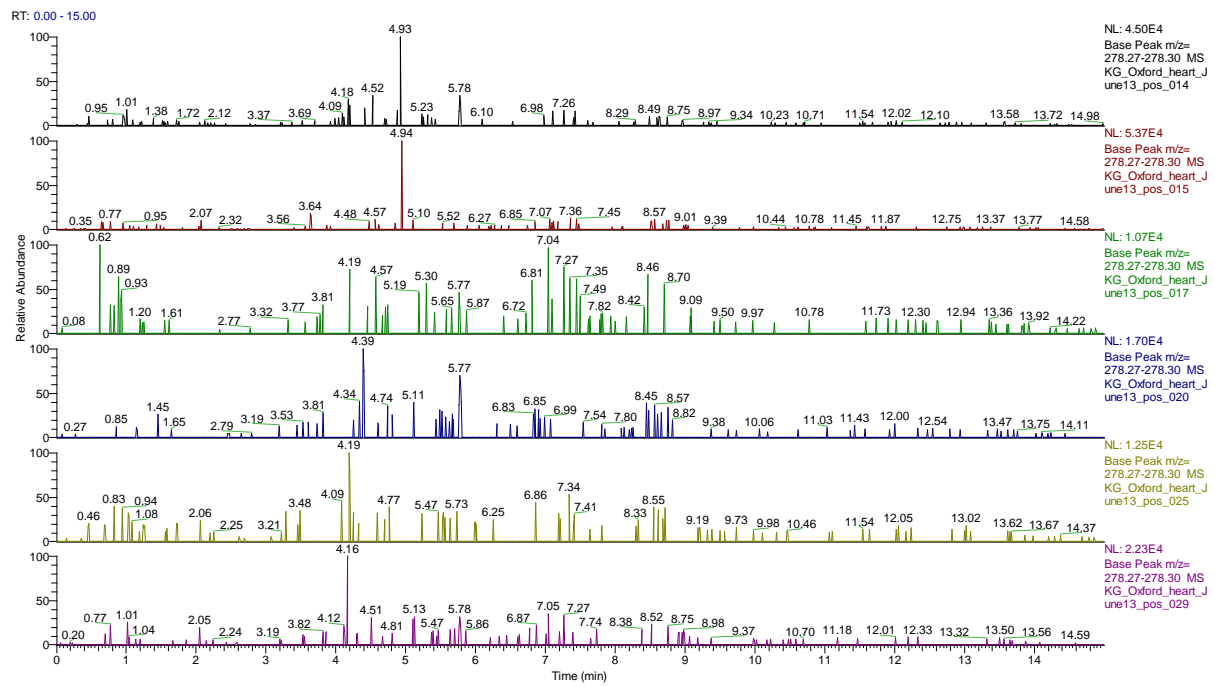 RT: 0.00 - 15.00
Relative Abundance
100
50
0
4.93
0.95 1.01 1.38 1.72 2.12 3.37 3.69 4.09 4.18 4.52 5.23 5.78 6.10 6.98 7.26 8.29 8.49 8.75 8.97 9.34 10.23 10.71 11.54 12.02 12.10 13.58 13.72 14.98
NL: 4.50E4
Base Peak m/z=
278.27-278.30 MS
KG_Oxford_heart_J
une13_pos_014
100
50
0
4.94
0.35 0.77 0.95 2.07 2.32 3.56 3.64 4.48 4.57 5.10 5.52 6.27 6.85 7.07 7.36 7.45 8.57 9.01 9.39 10.44 10.78 11.45 11.87 12.75 13.37 13.77 14.58
NL: 5.37E4
Base Peak m/z=
278.27-278.30 MS
KG_Oxford_heart_J
une13_pos_015
100
50
0
0.62 7.04
0.08 0.89 0.93 1.20 1.61 2.77 3.32 3.77 3.81 4.19 4.57 5.19 5.30 5.65 5.77 5.87 6.72 6.81 7.27 7.35 7.49 7.82 8.42 8.46 8.70 9.09 9.50 9.97 10.78 11.73 12.30 12.94 13.36 13.92 14.22
NL: 1.07E4
Base Peak m/z=
278.27-278.30 MS
KG_Oxford_heart_J
une13_pos_017
100
50
0
4.39
0.27 0.85 1.45 1.65 2.79 3.19 3.53 3.81 4.34 4.74 5.11 5.77 6.83 6.85 6.99 7.54 7.80 8.45 8.57 8.82 9.38 10.06 11.03 11.43 12.00 12.54 13.47 13.75 14.11
NL: 1.70E4
Base Peak m/z=
278.27-278.30 MS
KG_Oxford_heart_J
une13_pos_020
100
50
0
4.19
0.46 0.83 0.94 1.08 2.06 2.25 3.21 3.48 4.09 4.77 5.47 5.73 6.25 6.86 7.34 7.41 8.33 8.55 9.19 9.73 9.98 10.46 11.54 12.05 13.02 13.62 13.67 14.37
NL: 1.25E4
Base Peak m/z=
278.27-278.30 MS
KG_Oxford_heart_J
une13_pos_025
100
50
0
4.16
0.20 0.77 1.01 1.04 2.05 2.24 3.19 3.82 4.12 4.51 4.81 5.13 5.47 5.78 5.86 6.87 7.05 7.27 7.74 8.38 8.52 8.75 8.98 9.37 10.70 11.18 12.01 12.33 13.32 13.50 13.56 14.59
NL: 2.23E4
Base Peak m/z=
278.27-278.30 MS
KG_Oxford_heart_J
une13_pos_029
0 1 2 3 4 5 6 7 8 9 10 11 12 13 14
Time (min)